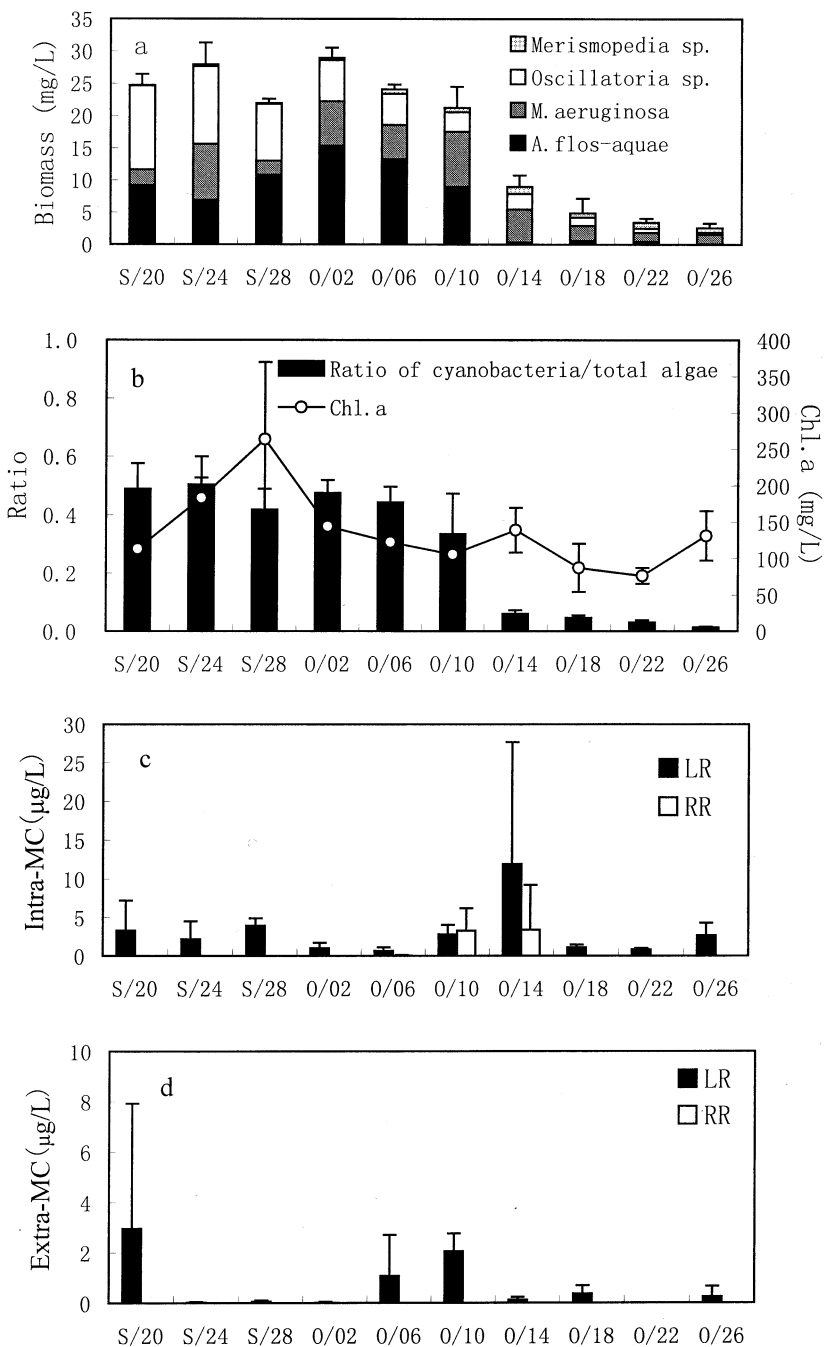 35
30
25
20
15
10
5
0
Biomass (mg/L)
a
Merismopedia sp.
Oscillatoria sp.
M.aeruginosa
A.flos-aquae
S/20 S/24 S/28 O/02 O/06 O/10 O/14 O/18 O/22 O/26
1.0
0.8
0.6
0.4
0.2
0.0
Ratio
b
Ratio of cyanobacteria/total algae
Chl.a
400
350
300
250
200
150
100
50
0
Chl.a (mg/L)
S/20 S/24 S/28 O/02 O/06 O/10 O/14 O/18 O/22 O/26
30
25
20
15
10
5
0
Intra-MC(μg/L)
c
LR
RR
S/20 S/24 S/28 O/02 O/06 O/10 O/14 O/18 O/22 O/26
10
8
6
4
2
0
Extra-MC(μg/L)
d
LR
RR
S/20 S/24 S/28 O/02 O/06 O/10 O/14 O/18 O/22 O/26